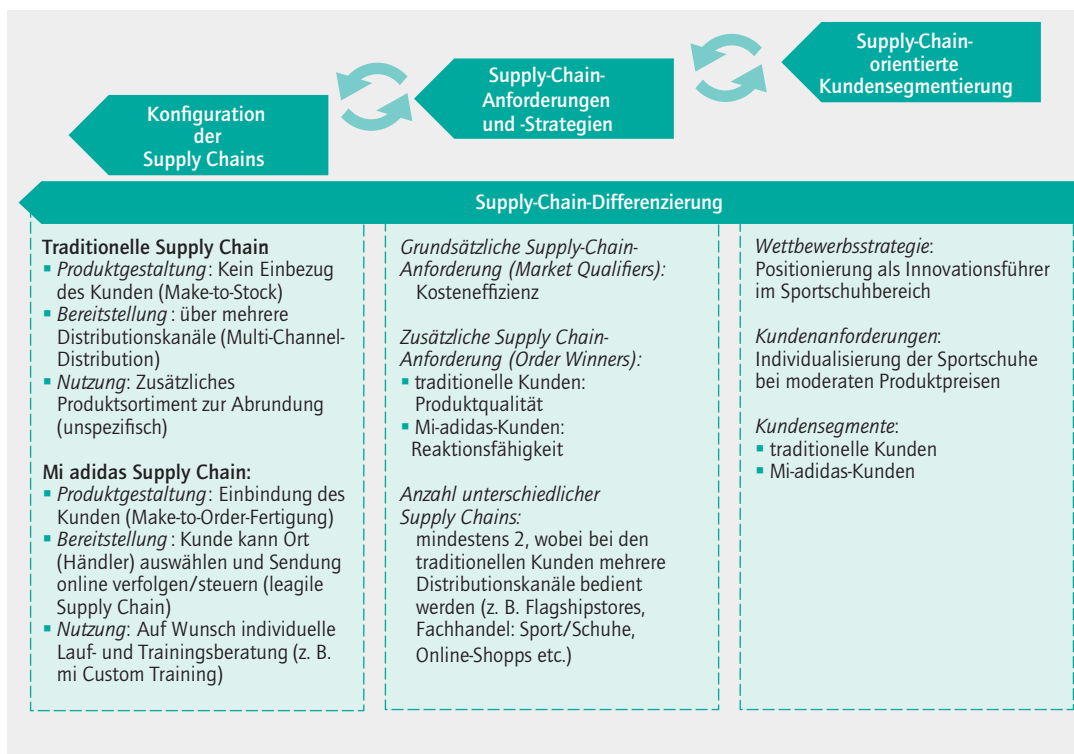 Konfiguration
der
Supply Chains
Supply-Chain-
Anforderungen
und -Strategien
Supply-Chain-
orientierte
Kundensegmentierung
Supply-Chain-Differenzierung
Traditionelle Supply Chain:
▪ Produktgestaltung: Kein Einbezug
des Kunden (Make-to-Stock)
▪ Bereitstellung: über mehrere
Distributionskanäle (Multi-Channel-
Distribution)
▪ Nutzung: Zusätzliches
Produktsortiment zur Abrundung
(unspezifisch)
Mi adidas Supply Chain:
▪ Produktgestaltung: Einbindung des
Kunden (Make-to-Order-Fertigung)
▪ Bereitstellung: Kunde kann Ort
(Händler) auswählen und Sendung
online verfolgen/steuern (leagile
Supply Chain)
▪ Nutzung: Auf Wunsch individuelle
Lauf- und Trainingsberatung (z. B.
mi Custom Training)
Grundsätzliche Supply-Chain-
Anforderung (Market Qualifiers):
Kosteneffizienz
Zusätzliche Supply Chain-
Anforderung (Order Winners):
▪ traditionelle Kunden:
Produktqualität
▪ Mi-adidas-Kunden:
Reaktionsfähigkeit
Anzahl unterschiedlicher
Supply Chains:
mindestens 2, wobei bei den
traditionellen Kunden mehrere
Distributionskanäle bedient
werden (z. B. Flagshipstores,
Fachhandel: Sport/Schuhe,
Online-Shopps etc.)
Wettbewerbsstrategie:
Positionierung als Innovationsführer
im Sportschuhbereich
Kundenanforderungen:
Individualisierung der Sportschuhe
bei moderaten Produktpreisen
Kundensegmente:
▪ traditionelle Kunden
▪ Mi-adidas-Kunden